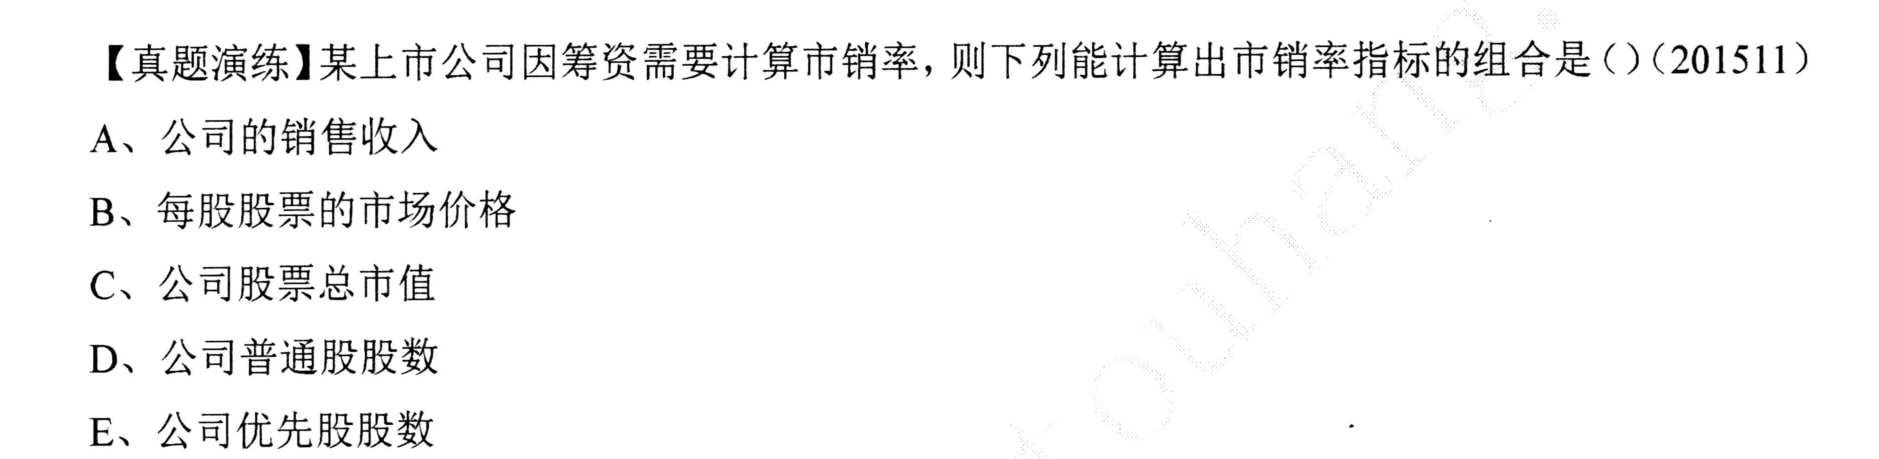 【真题演练】某上市公司因筹资需要计算市销率，则下列能计算出市销率指标的组合是（）（201511）
A、公司的销售收入
B、每股股票的市场价格
C、公司股票总市值
D、公司普通股股数
E、公司优先股股数
touhang.